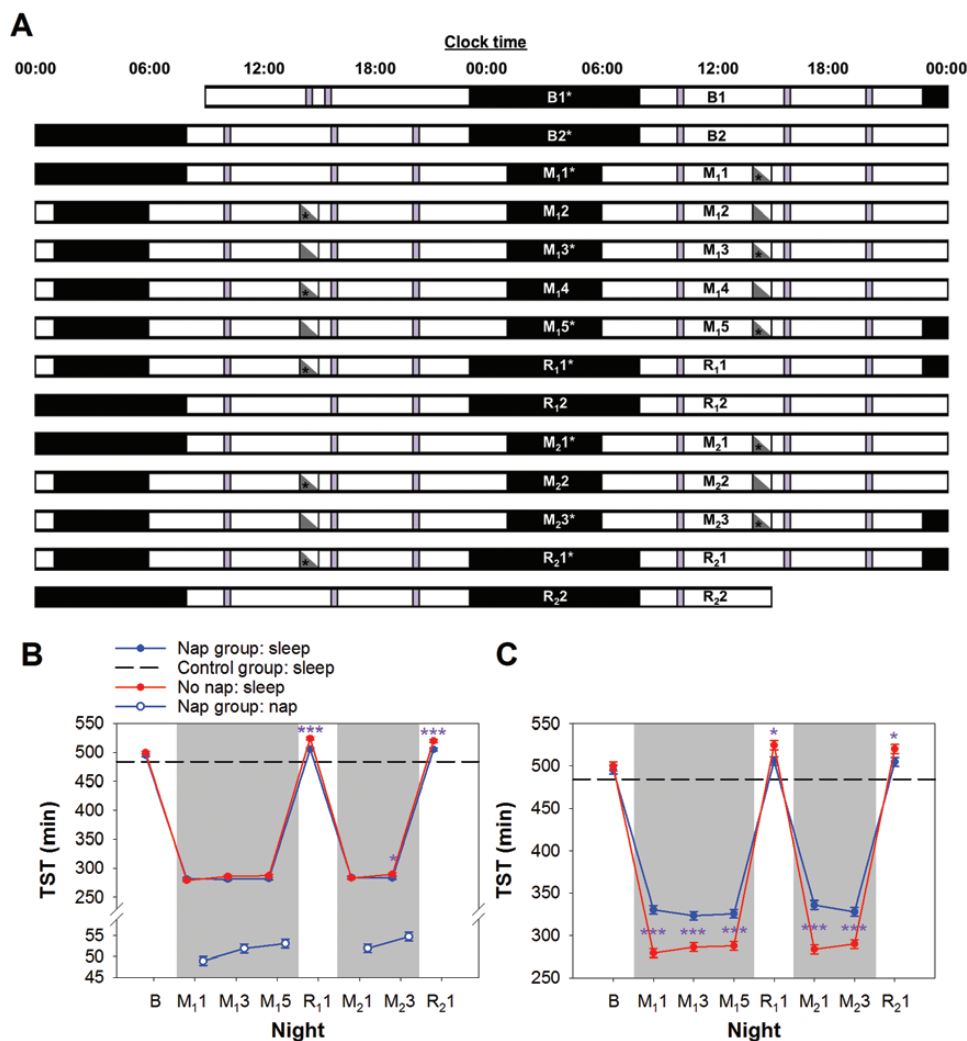 A
Clock time
00:00 06:00 12:00 18:00 00:00 06:00 12:00 18:00 00:00
B1* B1
B2* B2
M₁1* M₁1 *
* M₁2 M₁2
M₁3* M₁3 *
* M₁4 M₁4
M₁5* M₁5 *
* R₁1* R₁1
R₁2 R₁2
M₂1* M₂1 *
* M₂2 M₂2
M₂3* M₂3 *
* R₂1* R₂1
R₂2 R₂2
B
Nap group: sleep
Control group: sleep
No nap: sleep
Nap group: nap
TST (min)
550
500
450
400
350
300
250
55
50
45
***
*
***
B M₁1 M₁3 M₁5 R₁1 M₂1 M₂3 R₂1
Night
C
TST (min)
550
500
450
400
350
300
250
* *
*** *** *** *** ***
B M₁1 M₁3 M₁5 R₁1 M₂1 M₂3 R₂1
Night